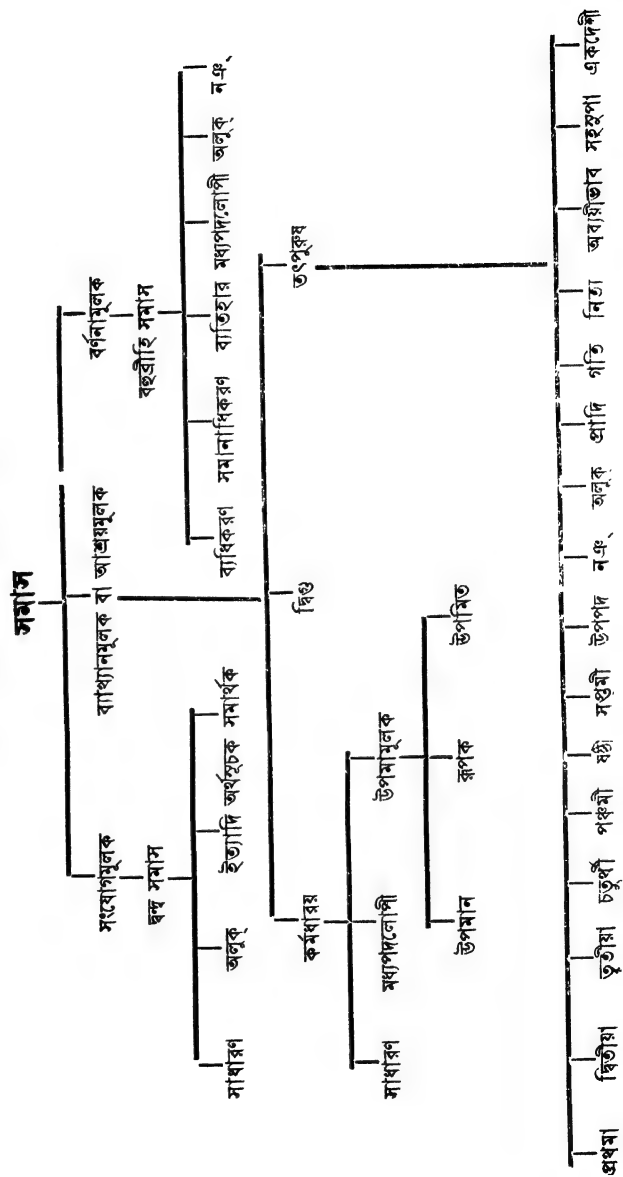 সমাস
সংযোগমূলক ব্যাখ্যানমূলক বা আশ্রয়মূলক বর্ণনামূলক
দ্বন্দ্ব সমাস বহুব্রীহি সমাস
সাধারণ অলুক্ ইত্যাদি অর্থসূচক সমার্থক ব্যধিকরণ সমানাধিকরণ ব্যতিহার মধ্যপদলোপী অলুক্ নঞ্
কর্মধারয় দ্বিগু তৎপুরুষ
সাধারণ মধ্যপদলোপী উপমামূলক
উপমান রূপক উপমিত
প্রথমা দ্বিতীয়া তৃতীয়া চতুর্থী পঞ্চমী ষষ্ঠী সপ্তমী উপপদ নঞ্ অলুক্ প্রাদি গতি নিত্য অব্যয়ীভাব সহসুপা একদেশী